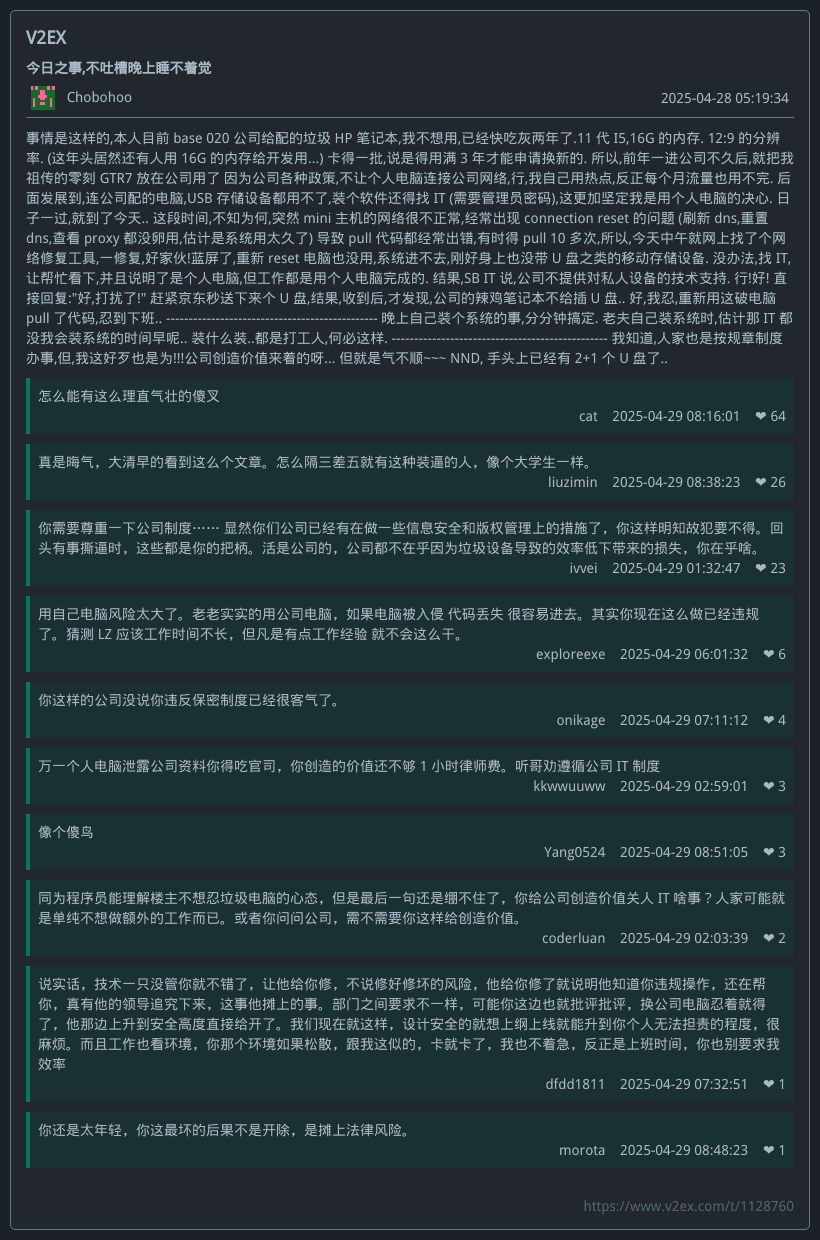 V2EX
今日之事,不吐槽晚上睡不着觉
Chobohoo
2025-04-28 05:19:34
事情是这样的,本人目前 base 020 公司给配的垃圾 HP 笔记本,我不想用,已经快吃灰两年了.11 代 I5,16G 的内存. 12:9 的分辨
率. (这年头居然还有人用 16G 的内存给开发用...) 卡得一批,说是得用满 3 年才能申请换新的. 所以,前年一进公司不久后,就把我
祖传的零刻 GTR7 放在公司用了 因为公司各种政策,不让个人电脑连接公司网络,行,我自己用热点,反正每个月流量也用不完. 后
面发展到,连公司配的电脑,USB 存储设备都用不了,装个软件还得找 IT (需要管理员密码),这更加坚定我是用个人电脑的决心. 日
子一过,就到了今天.. 这段时间,不知为何,突然 mini 主机的网络很不正常,经常出现 connection reset 的问题 (刷新 dns,重置
dns,查看 proxy 都没卵用,估计是系统用太久了) 导致 pull 代码都经常出错,有时得 pull 10 多次,所以,今天中午就网上找了个网
络修复工具,一修复,好家伙!蓝屏了,重新 reset 电脑也没用,系统进不去,刚好身上也没带 U 盘之类的移动存储设备. 没办法,找 IT,
让帮忙看下,并且说明了是个人电脑,但工作都是用个人电脑完成的. 结果,SB IT 说,公司不提供对私人设备的技术支持. 行!好! 直
接回复:"好,打扰了!" 赶紧京东秒送下来个 U 盘,结果,收到后,才发现,公司的辣鸡笔记本不给插 U 盘.. 好,我忍,重新用这破电脑
pull 了代码,忍到下班.. ----------------------------------------------- 晚上自己装个系统的事,分分钟搞定. 老夫自己装系统时,估计那 IT 都
没我会装系统的时间早呢.. 装什么装..都是打工人,何必这样. ------------------------------------------------ 我知道,人家也是按规章制度
办事,但,我这好歹也是为!!!公司创造价值来着的呀... 但就是气不顺~~~ NND, 手头上已经有 2+1 个 U 盘了..
怎么能有这么理直气壮的傻叉
cat 2025-04-29 08:16:01 ❤ 64
真是晦气，大清早的看到这么个文章。怎么隔三差五就有这种装逼的人，像个大学生一样。
liuzimin 2025-04-29 08:38:23 ❤ 26
你需要尊重一下公司制度…… 显然你们公司已经有在做一些信息安全和版权管理上的措施了，你这样明知故犯要不得。回
头有事撕逼时，这些都是你的把柄。活是公司的，公司都不在乎因为垃圾设备导致的效率低下带来的损失，你在乎啥。
ivvei 2025-04-29 01:32:47 ❤ 23
用自己电脑风险太大了。老老实实的用公司电脑，如果电脑被入侵 代码丢失 很容易进去。其实你现在这么做已经违规
了。猜测 LZ 应该工作时间不长，但凡是有点工作经验 就不会这么干。
exploreexe 2025-04-29 06:01:32 ❤ 6
你这样的公司没说你违反保密制度已经很客气了。
onikage 2025-04-29 07:11:12 ❤ 4
万一个人电脑泄露公司资料你得吃官司，你创造的价值还不够 1 小时律师费。听哥劝遵循公司 IT 制度
kkwwuuww 2025-04-29 02:59:01 ❤ 3
像个傻鸟
Yang0524 2025-04-29 08:51:05 ❤ 3
同为程序员能理解楼主不想忍垃圾电脑的心态，但是最后一句还是绷不住了，你给公司创造价值关人 IT 啥事？人家可能就
是单纯不想做额外的工作而已。或者你问问公司，需不需要你这样给创造价值。
coderluan 2025-04-29 02:03:39 ❤ 2
说实话，技术一只没管你就不错了，让他给你修，不说修好修坏的风险，他给你修了就说明他知道你违规操作，还在帮
你，真有他的领导追究下来，这事他摊上的事。部门之间要求不一样，可能你这边也就批评批评，换公司电脑忍着就得
了，他那边上升到安全高度直接给开了。我们现在就这样，设计安全的就想上纲上线就能升到你个人无法担责的程度，很
麻烦。而且工作也看环境，你那个环境如果松散，跟我这似的，卡就卡了，我也不着急，反正是上班时间，你也别要求我
效率
dfdd1811 2025-04-29 07:32:51 ❤ 1
你还是太年轻，你这最坏的后果不是开除，是摊上法律风险。
morota 2025-04-29 08:48:23 ❤ 1
https://www.v2ex.com/t/1128760